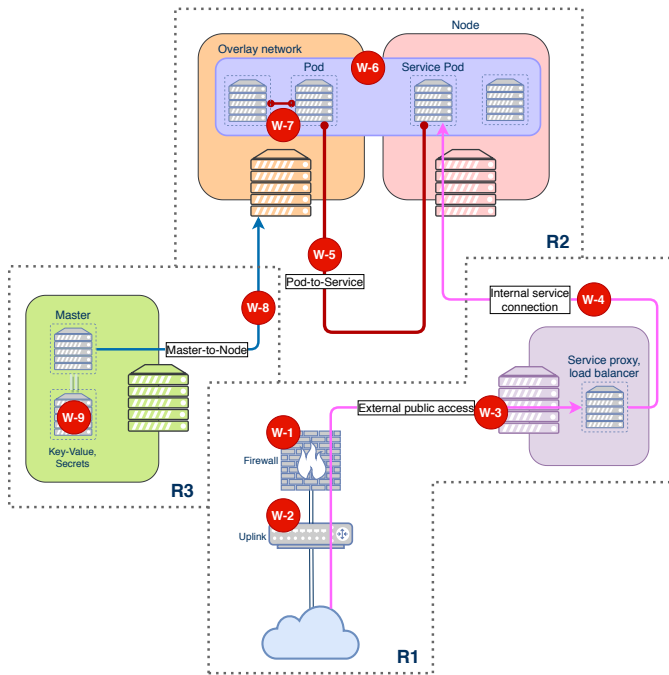 Node
Overlay network
W-6
Pod
Service Pod
W-7
W-5
Pod-to-Service
R2
W-8
Internal service
connection
W-4
Master
Master-to-Node
Service proxy,
load balancer
W-9
External public access
W-3
Key-Value,
Secrets
R3
W-1
Firewall
W-2
Uplink
R1